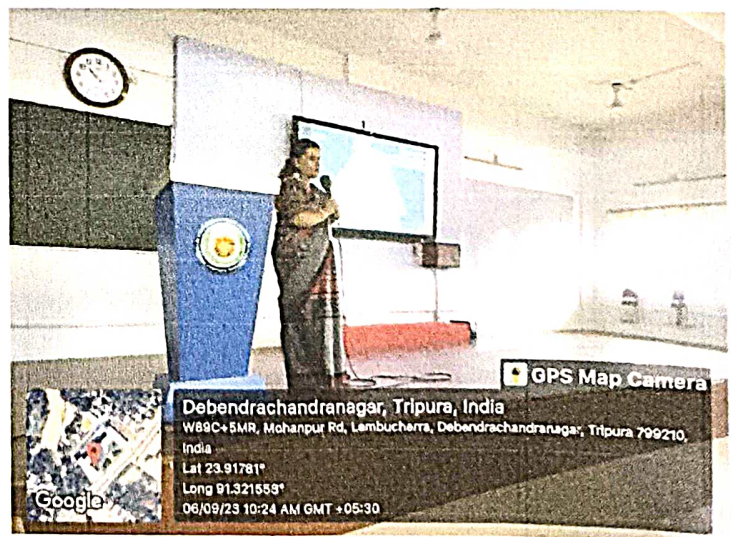 GPS Map Camera
Debendrachandranagar, Tripura, India
W89C+5MR, Mohanpur Rd, Lembucherra, Debendrachandranagar, Tripura 799210,
India
Lat 23.91781°
Long 91.321553°
06/09/23 10:24 AM GMT +05:30
Google